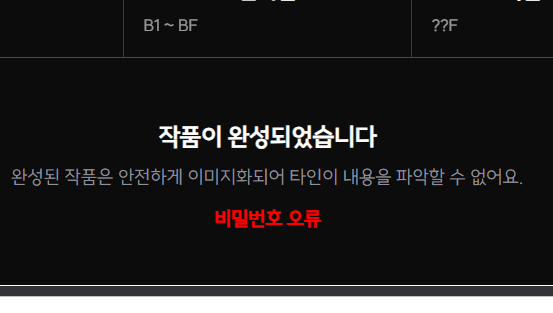 B1 ~ BF
??F
작품이 완성되었습니다
완성된 작품은 안전하게 이미지화되어 타인이 내용을 파악할 수 없어요.
비밀번호 오류